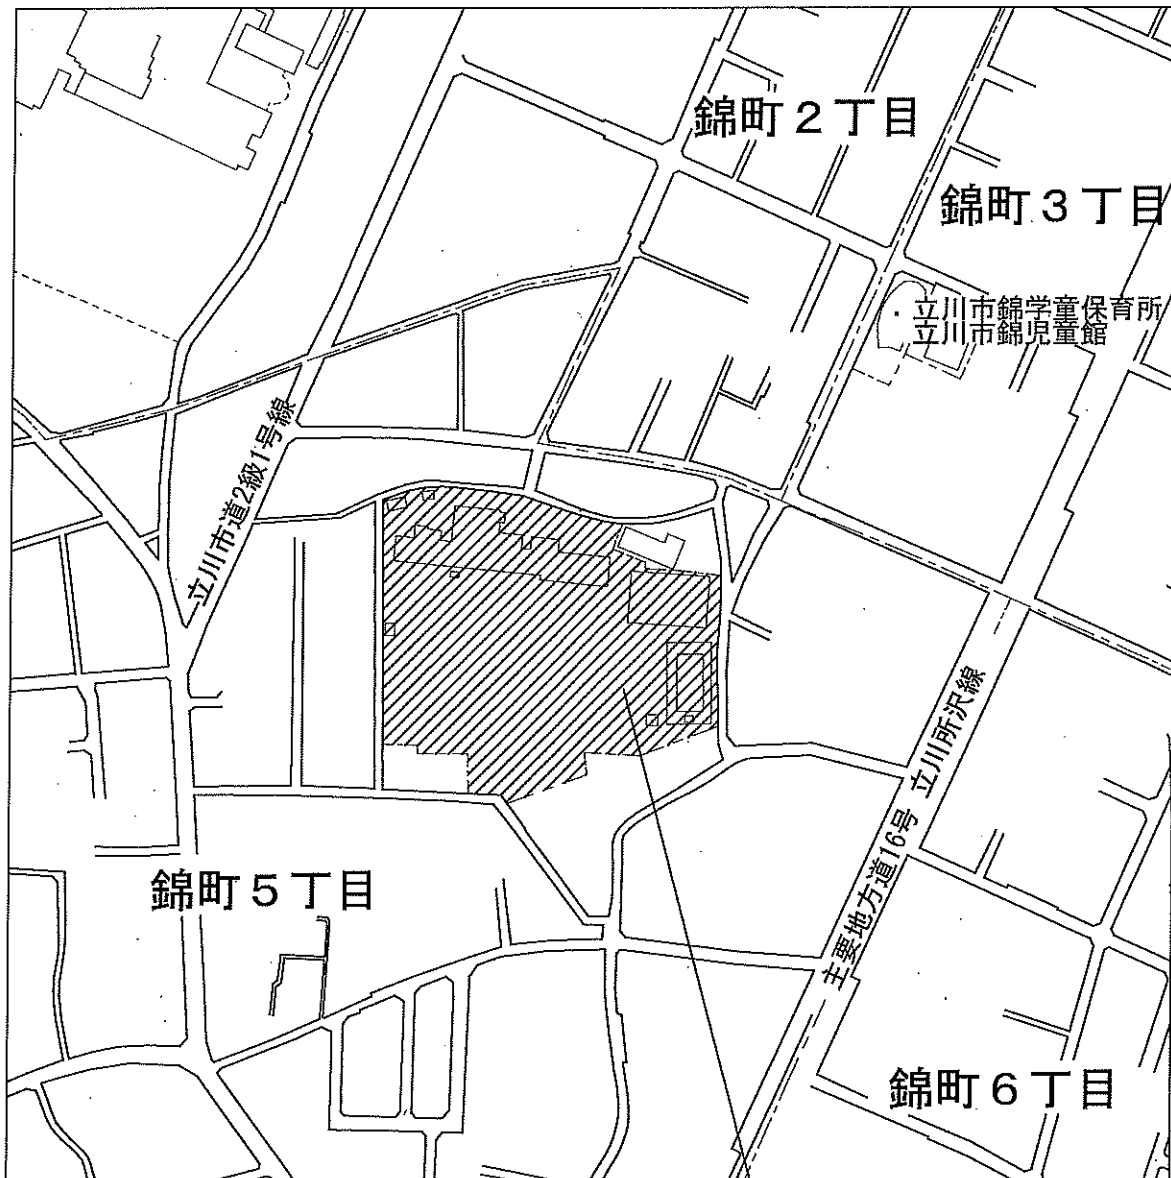 錦町２丁目
錦町３丁目
立川市錦学童保育所
立川市錦児童館
立川市道2級1号線
主要地方道16号 立川所沢線
錦町５丁目
錦町６丁目